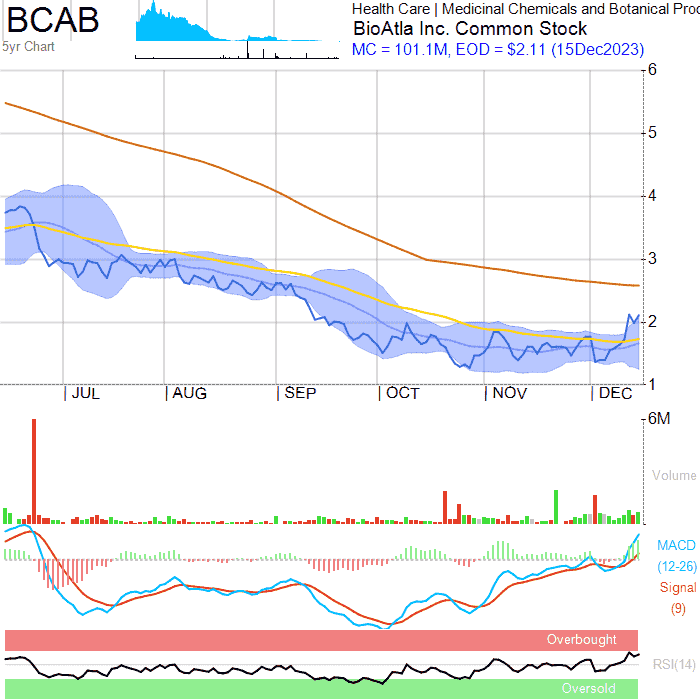 BCAB
5yr Chart
Health Care | Medicinal Chemicals and Botanical Proc
BioAtla Inc. Common Stock
MC = 101.1M, EOD = $2.11 (15Dec2023)
6
5
4
3
2
1
| JUL | AUG | SEP | OCT | NOV | DEC
6M
Volume
MACD
(12-26)
Signal
(9)
Overbought
RSI(14)
Oversold